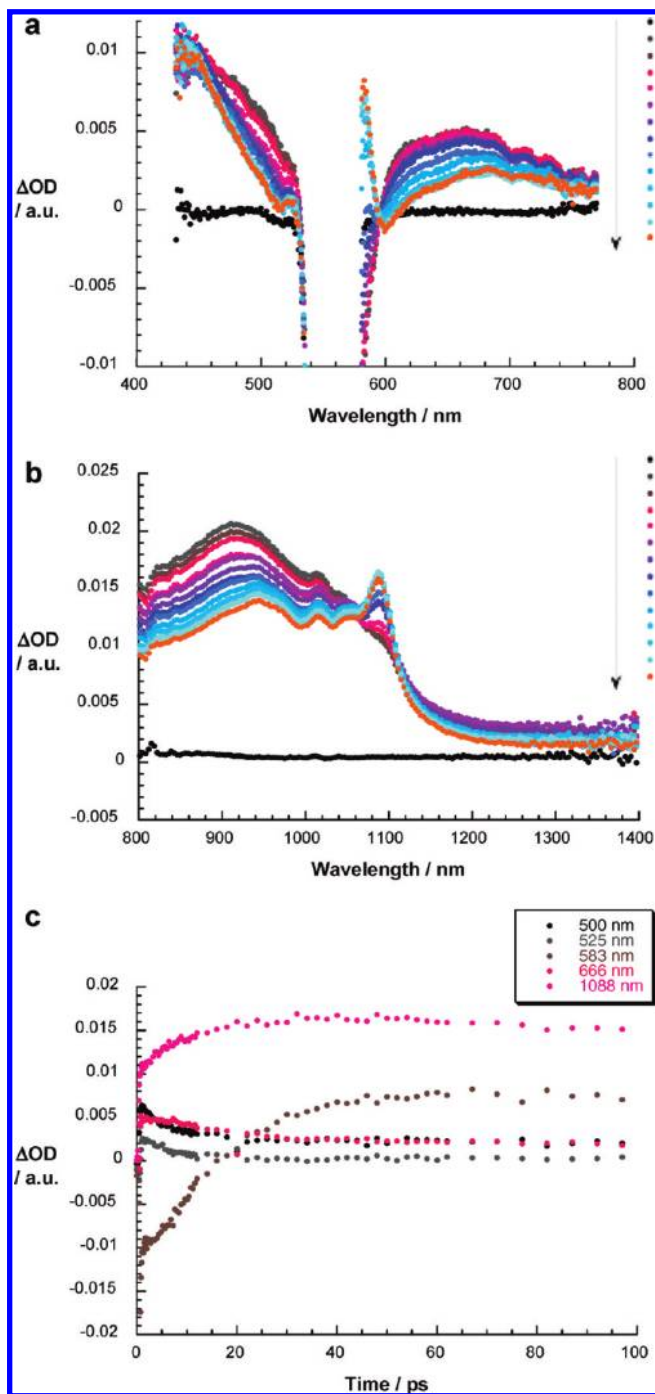 a
0.01
0.005
ΔOD
/ a.u.
0
-0.005
-0.01
400 500 600 700 800
Wavelength / nm
b
0.025
0.02
0.015
ΔOD
/ a.u.
0.01
0.005
0
-0.005
800 900 1000 1100 1200 1300 1400
Wavelength / nm
c
500 nm
525 nm
583 nm
666 nm
1088 nm
0.02
0.015
0.01
0.005
ΔOD
/ a.u.
0
-0.005
-0.01
-0.015
-0.02
0 20 40 60 80 100
Time / ps